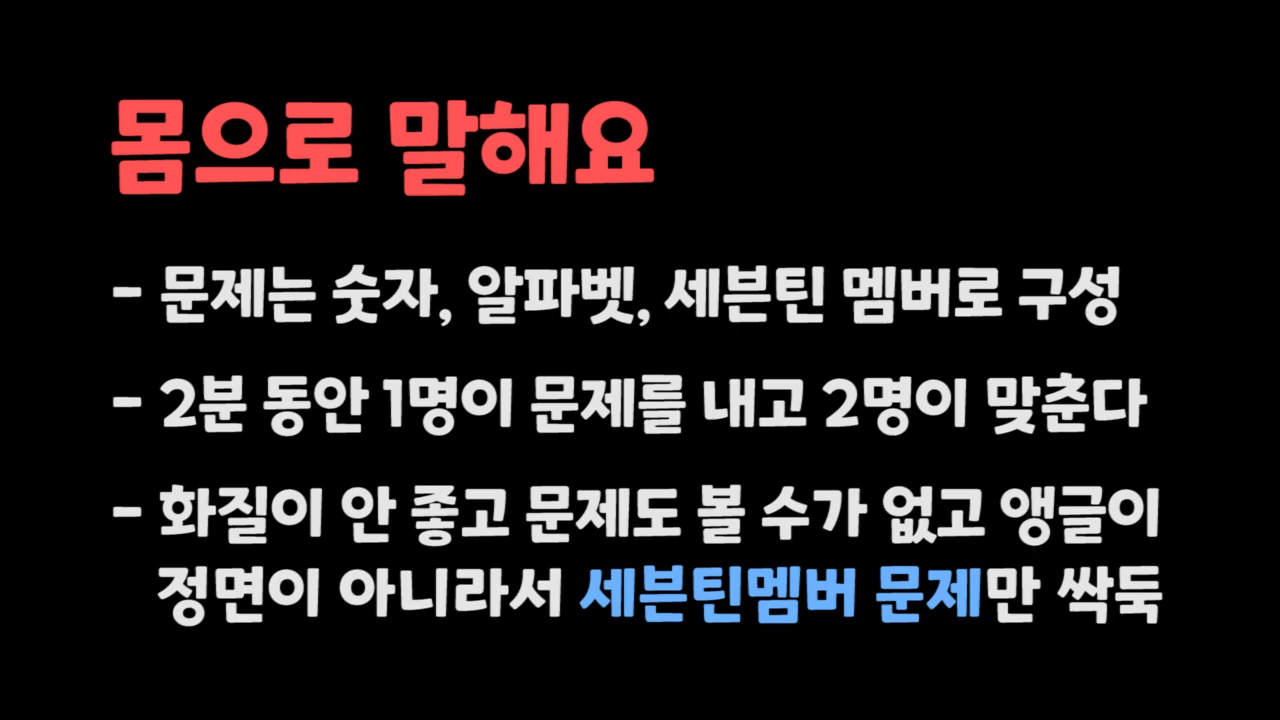 몸으로 말해요
- 문제는 숫자, 알파벳, 세븐틴 멤버로 구성
- 2분 동안 1명이 문제를 내고 2명이 맞춘다
- 화질이 안 좋고 문제도 볼 수가 없고 앵글이
정면이 아니라서 세븐틴멤버 문제만 싹둑